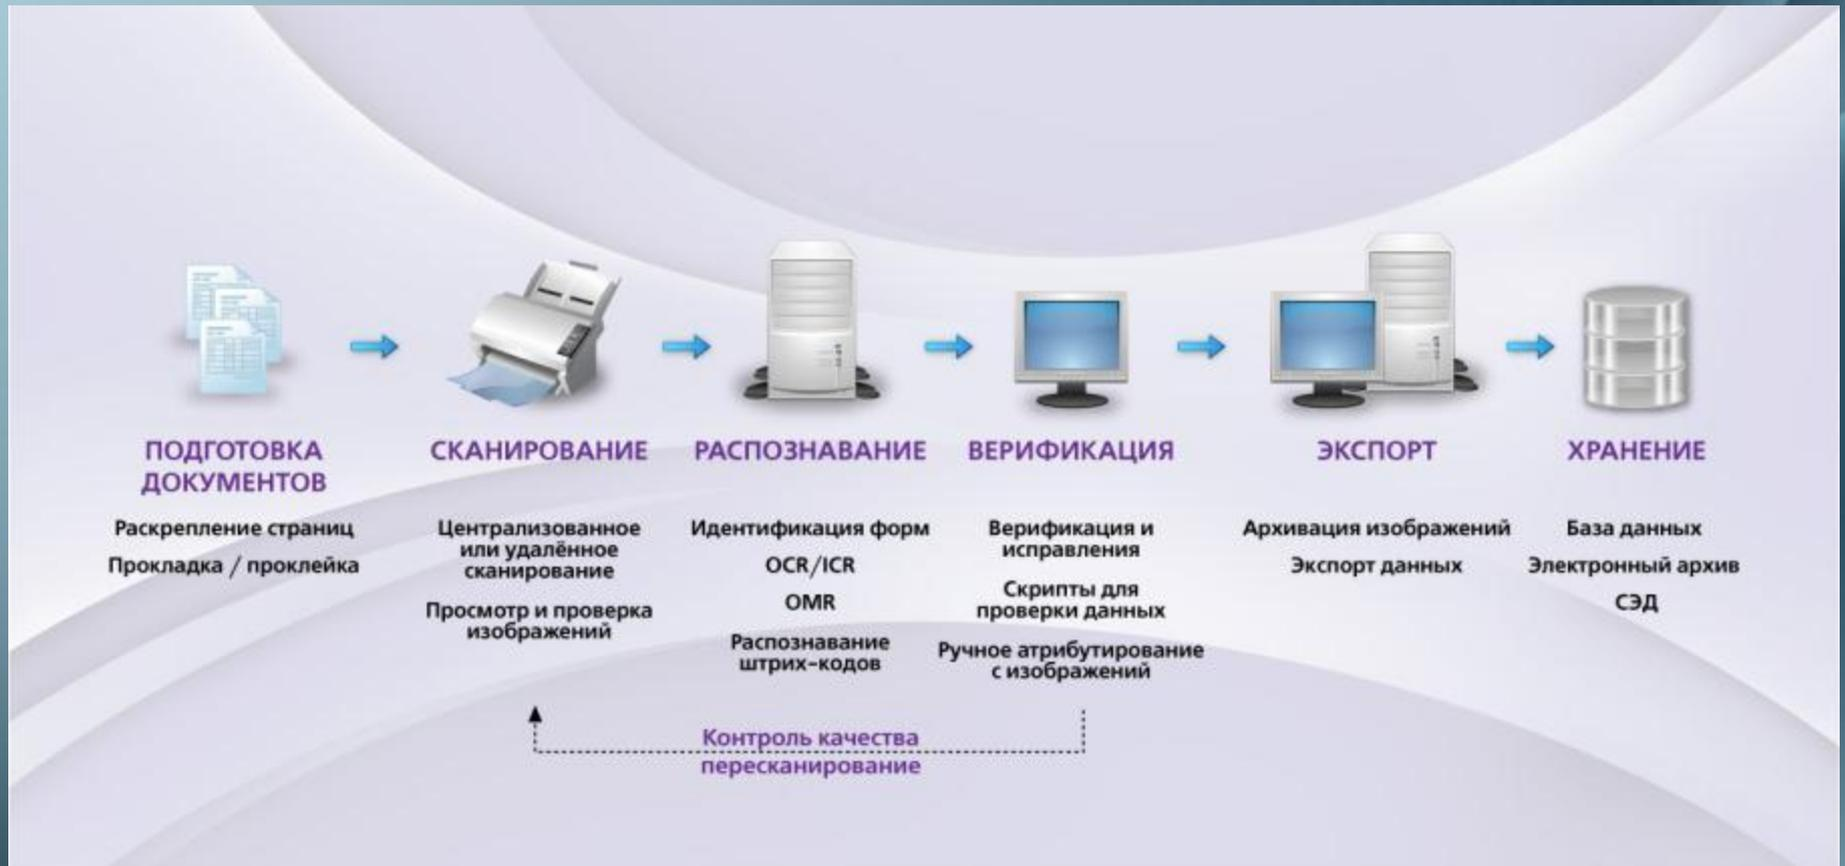 ПОДГОТОВКА
ДОКУМЕНТОВ
Раскрепление страниц
Прокладка / проклейка
СКАНИРОВАНИЕ
Централизованное
или удалённое
сканирование
Просмотр и проверка
изображений
РАСПОЗНАВАНИЕ
Идентификация форм
OCR/ICR
OMR
Распознавание
штрих-кодов
ВЕРИФИКАЦИЯ
Верификация и
исправления
Скрипты для
проверки данных
Ручное атрибутирование
с изображений
ЭКСПОРТ
Архивация изображений
Экспорт данных
ХРАНЕНИЕ
База данных
Электронный архив
СЭД
Контроль качества
пересканирование